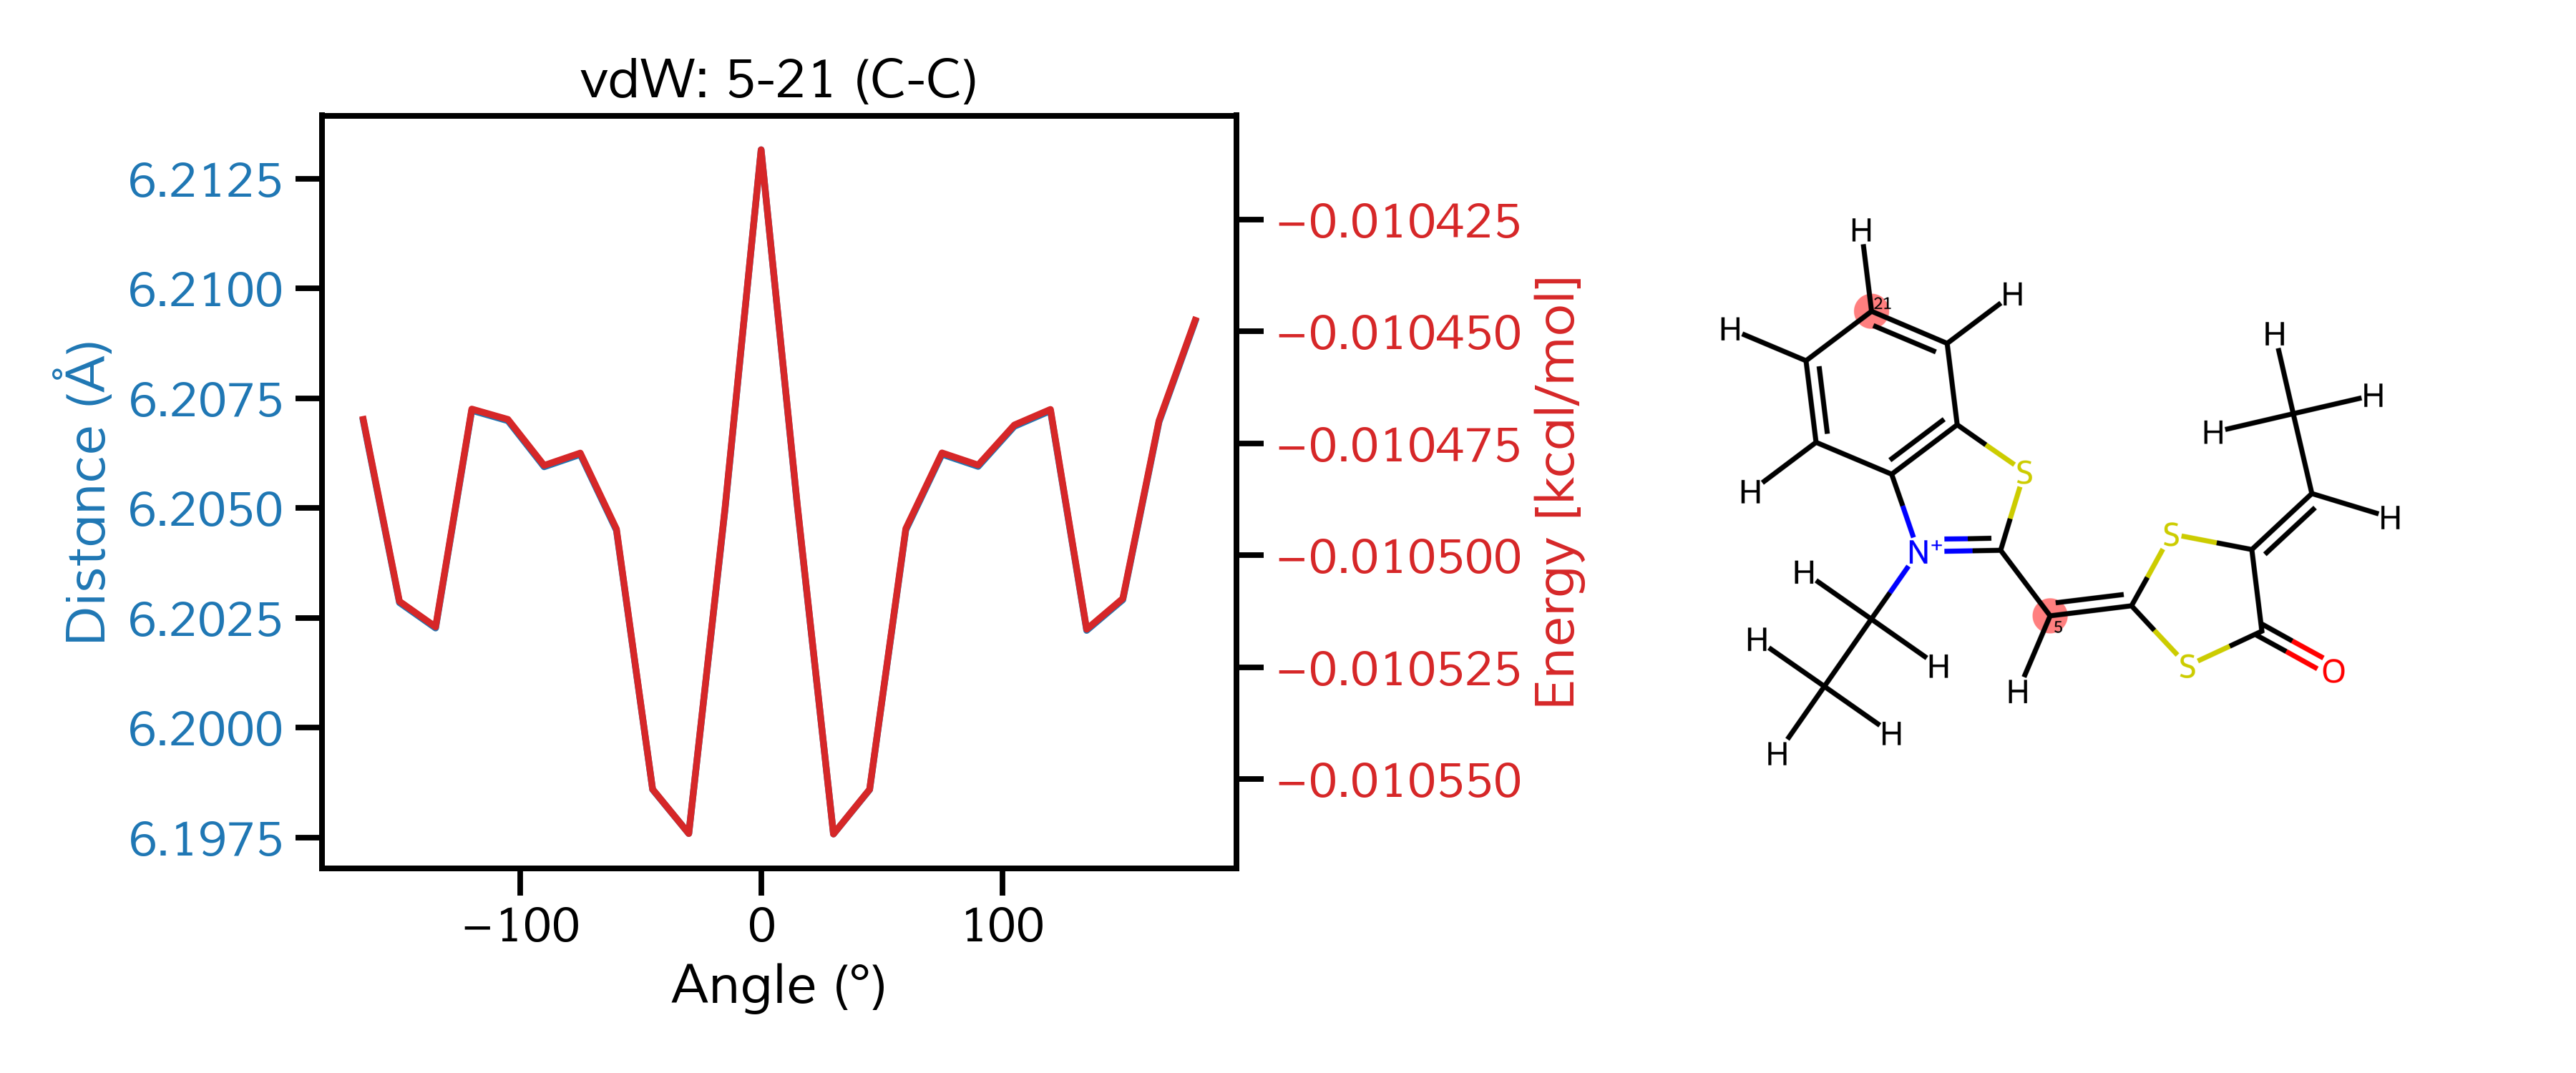 vdW: 5-21 (C-C)
6.2125
6.2100
6.2075
6.2050
6.2025
6.2000
6.1975
Distance (Å)
−0.010425
−0.010450
−0.010475
−0.010500
−0.010525
−0.010550
Energy [kcal/mol]
−100 0 100
Angle (°)
H
H
21
H
H
H
H
H
S
H
H
S
N+
H
5
H
H
S
O
H
H
H